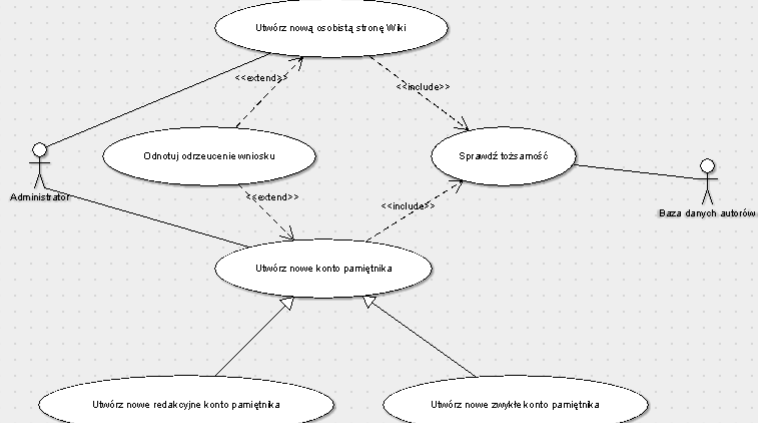 Utwórz nową osobistą stronę Wiki
<<extend>>
<<include>>
Odnotuj odrzeucenie wniosku
Sprawdź tożsamość
Administrator
Baza danych autorów
<<extend>>
<<include>>
Utwórz nowe konto pamiętnika
Utwórz nowe redakcyjne konto pamiętnika
Utwórz nowe zwykłe konto pamiętnika